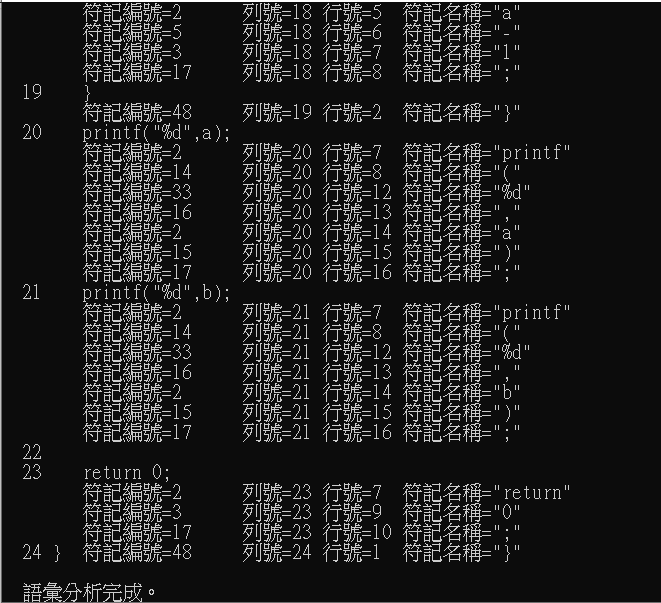 符記編號=2 列號=18 行號=5 符記名稱="a"
符記編號=5 列號=18 行號=6 符記名稱="-"
符記編號=3 列號=18 行號=7 符記名稱="1"
符記編號=17 列號=18 行號=8 符記名稱=";"
19 }
符記編號=48 列號=19 行號=2 符記名稱="}"
20 printf("%d",a);
符記編號=2 列號=20 行號=7 符記名稱="printf"
符記編號=14 列號=20 行號=8 符記名稱="("
符記編號=33 列號=20 行號=12 符記名稱="%d"
符記編號=16 列號=20 行號=13 符記名稱=","
符記編號=2 列號=20 行號=14 符記名稱="a"
符記編號=15 列號=20 行號=15 符記名稱=")"
符記編號=17 列號=20 行號=16 符記名稱=";"
21 printf("%d",b);
符記編號=2 列號=21 行號=7 符記名稱="printf"
符記編號=14 列號=21 行號=8 符記名稱="("
符記編號=33 列號=21 行號=12 符記名稱="%d"
符記編號=16 列號=21 行號=13 符記名稱=","
符記編號=2 列號=21 行號=14 符記名稱="b"
符記編號=15 列號=21 行號=15 符記名稱=")"
符記編號=17 列號=21 行號=16 符記名稱=";"
22
23 return 0;
符記編號=2 列號=23 行號=7 符記名稱="return"
符記編號=3 列號=23 行號=9 符記名稱="0"
符記編號=17 列號=23 行號=10 符記名稱=";"
24 } 符記編號=48 列號=24 行號=1 符記名稱="}"
語彙分析完成。